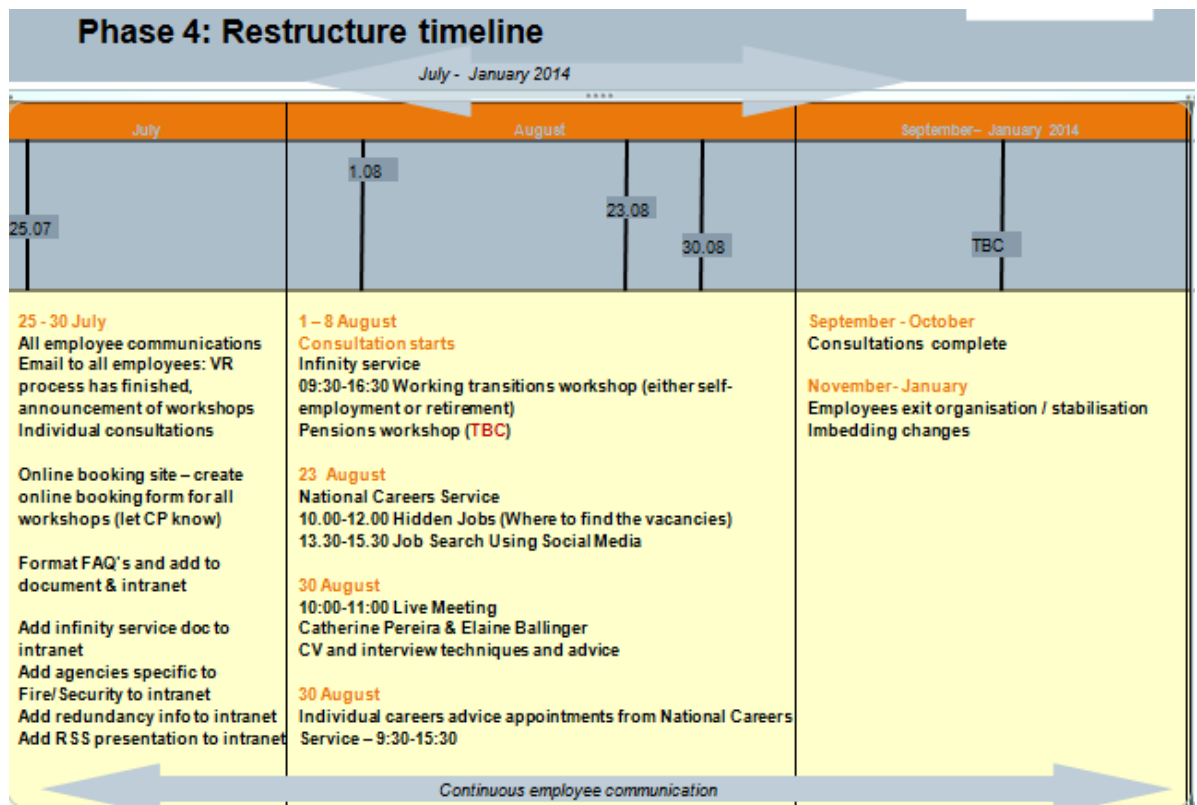 Phase 4: Restructure timeline
July - January 2014
July
August
September– January 2014
25.07
1.08
23.08
30.08
TBC
25 - 30 July
All employee communications
Email to all employees: VR
process has finished,
announcement of workshops
Individual consultations
Online booking site – create
online booking form for all
workshops (let CP know)
Format FAQ's and add to
document & intranet
Add infinity service doc to
intranet
Add agencies specific to
Fire/Security to intranet
Add redundancy info to intranet
Add RSS presentation to intranet
1 – 8 August
Consultation starts
Infinity service
09:30-16:30 Working transitions workshop (either self-
employment or retirement)
Pensions workshop (TBC)
23 August
National Careers Service
10.00-12.00 Hidden Jobs (Where to find the vacancies)
13.30-15.30 Job Search Using Social Media
30 August
10:00-11:00 Live Meeting
Catherine Pereira & Elaine Ballinger
CV and interview techniques and advice
30 August
Individual careers advice appointments from National Careers
Service – 9:30-15:30
September - October
Consultations complete
November- January
Employees exit organisation / stabilisation
Imbedding changes
Continuous employee communication